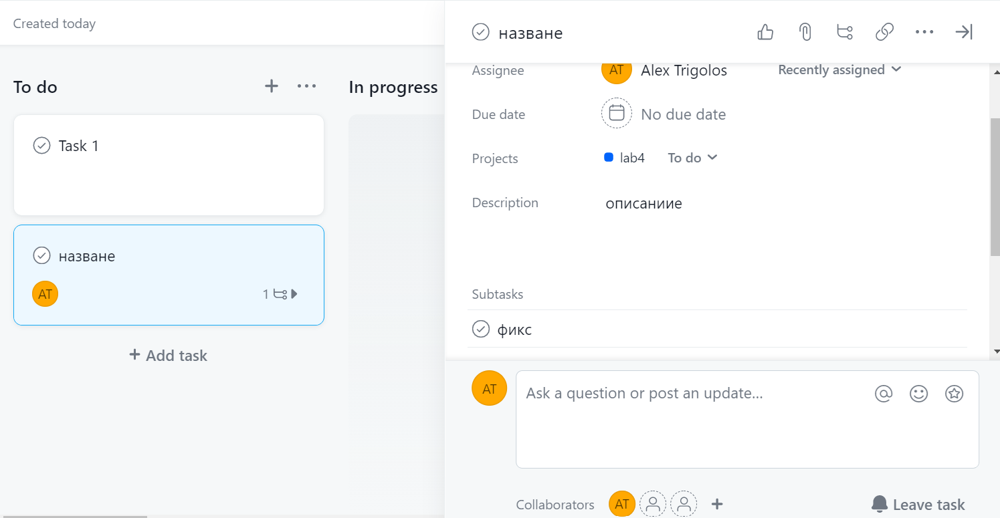 Created today
To do
In progress
Task 1
назване
AT
1
+ Add task
назване
Assignee
AT Alex Trigolos
Recently assigned
Due date
No due date
Projects
lab4
To do
Description
описаниие
Subtasks
фикс
AT
Ask a question or post an update...
Collaborators
AT
Leave task